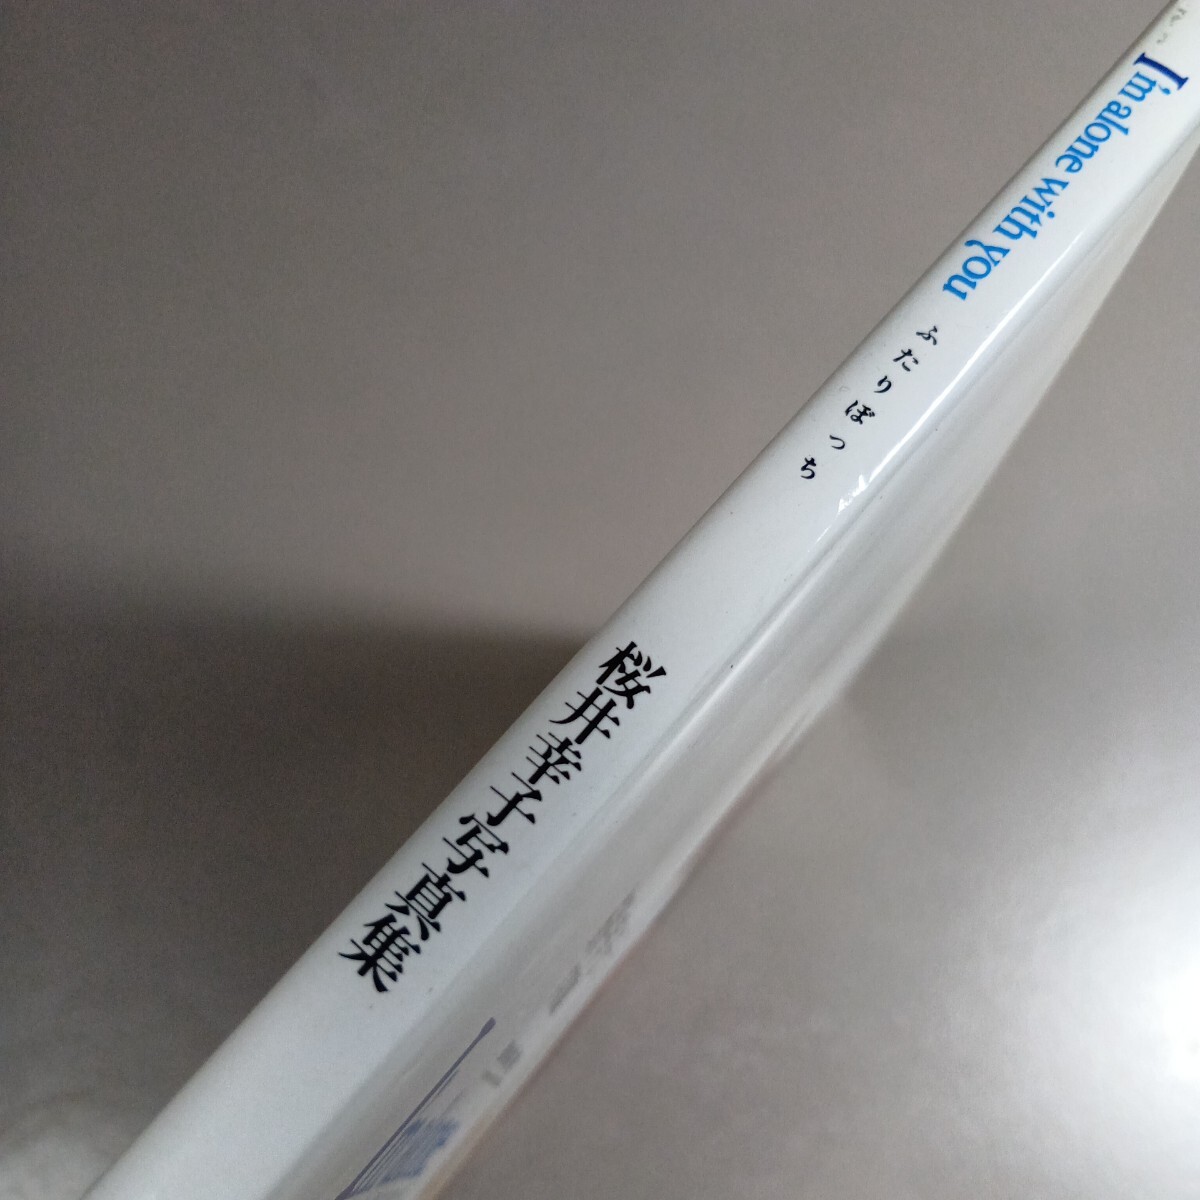 I'm alone with you
ふたりぼっち
桜井幸子写真集